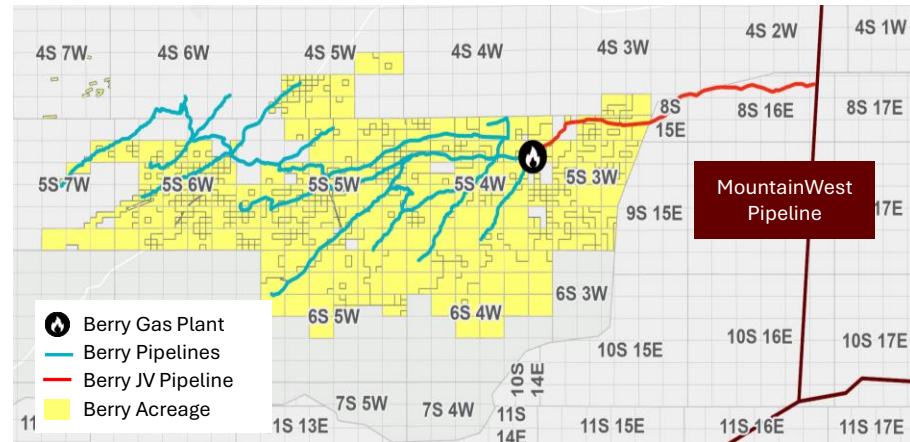 4S 7W
4S 6W
4S 5W
4S 4W
4S 3W
4S 2W
4S 1W
8S
15E
8S 16E
8S 17E
5S 7W
5S 6W
5S 5W
5S 4W
5S 3W
9S 15E
MountainWest
Pipeline
17E
6S 3W
6S 5W
6S 4W
10S 15E
10S 16E
10S 17E
10S
14E
Berry Gas Plant
Berry Pipelines
Berry JV Pipeline
Berry Acreage
7S 5W
7S 4W
11
1S 13E
11S
14E
11S 15E
11S 16E
11S 17E